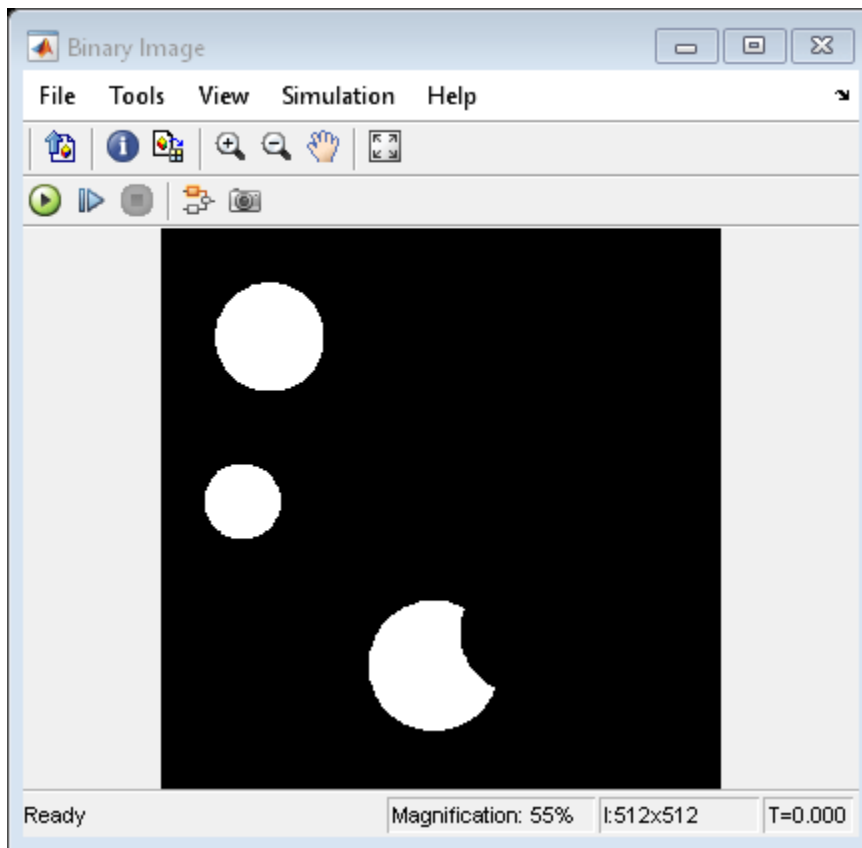 Binary Image
File Tools View Simulation Help
Ready Magnification: 55% I:512x512 T=0.000